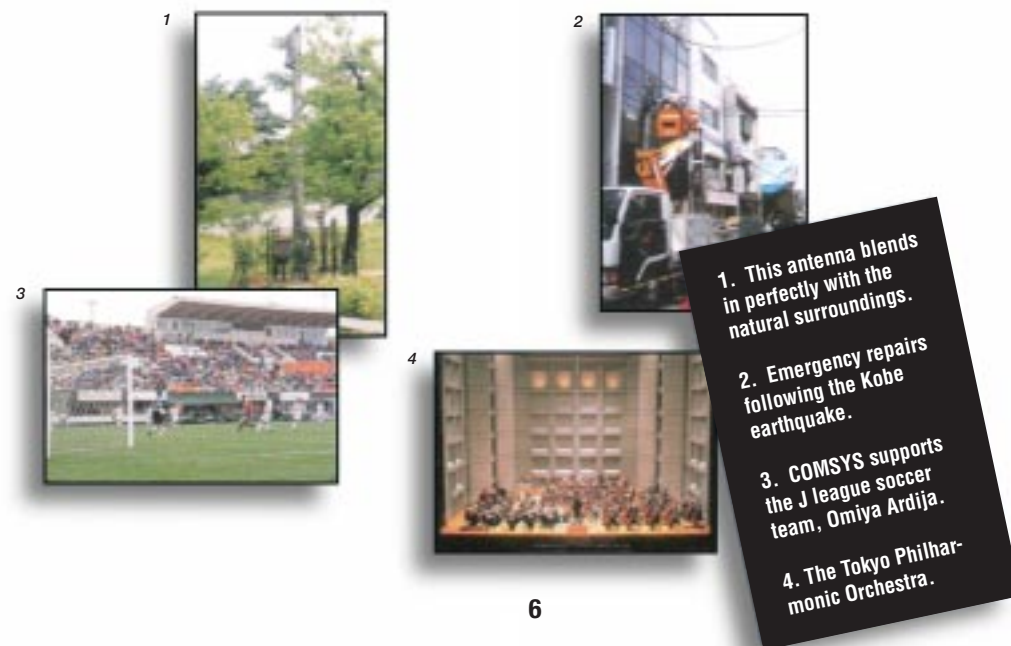 1
2
3
4
1. This antenna blends
in perfectly with the
natural surroundings.
2. Emergency repairs
following the Kobe
earthquake.
3. COMSYS supports
the J league soccer
team, Omiya Ardija.
4. The Tokyo Philhar-
monic Orchestra.
6